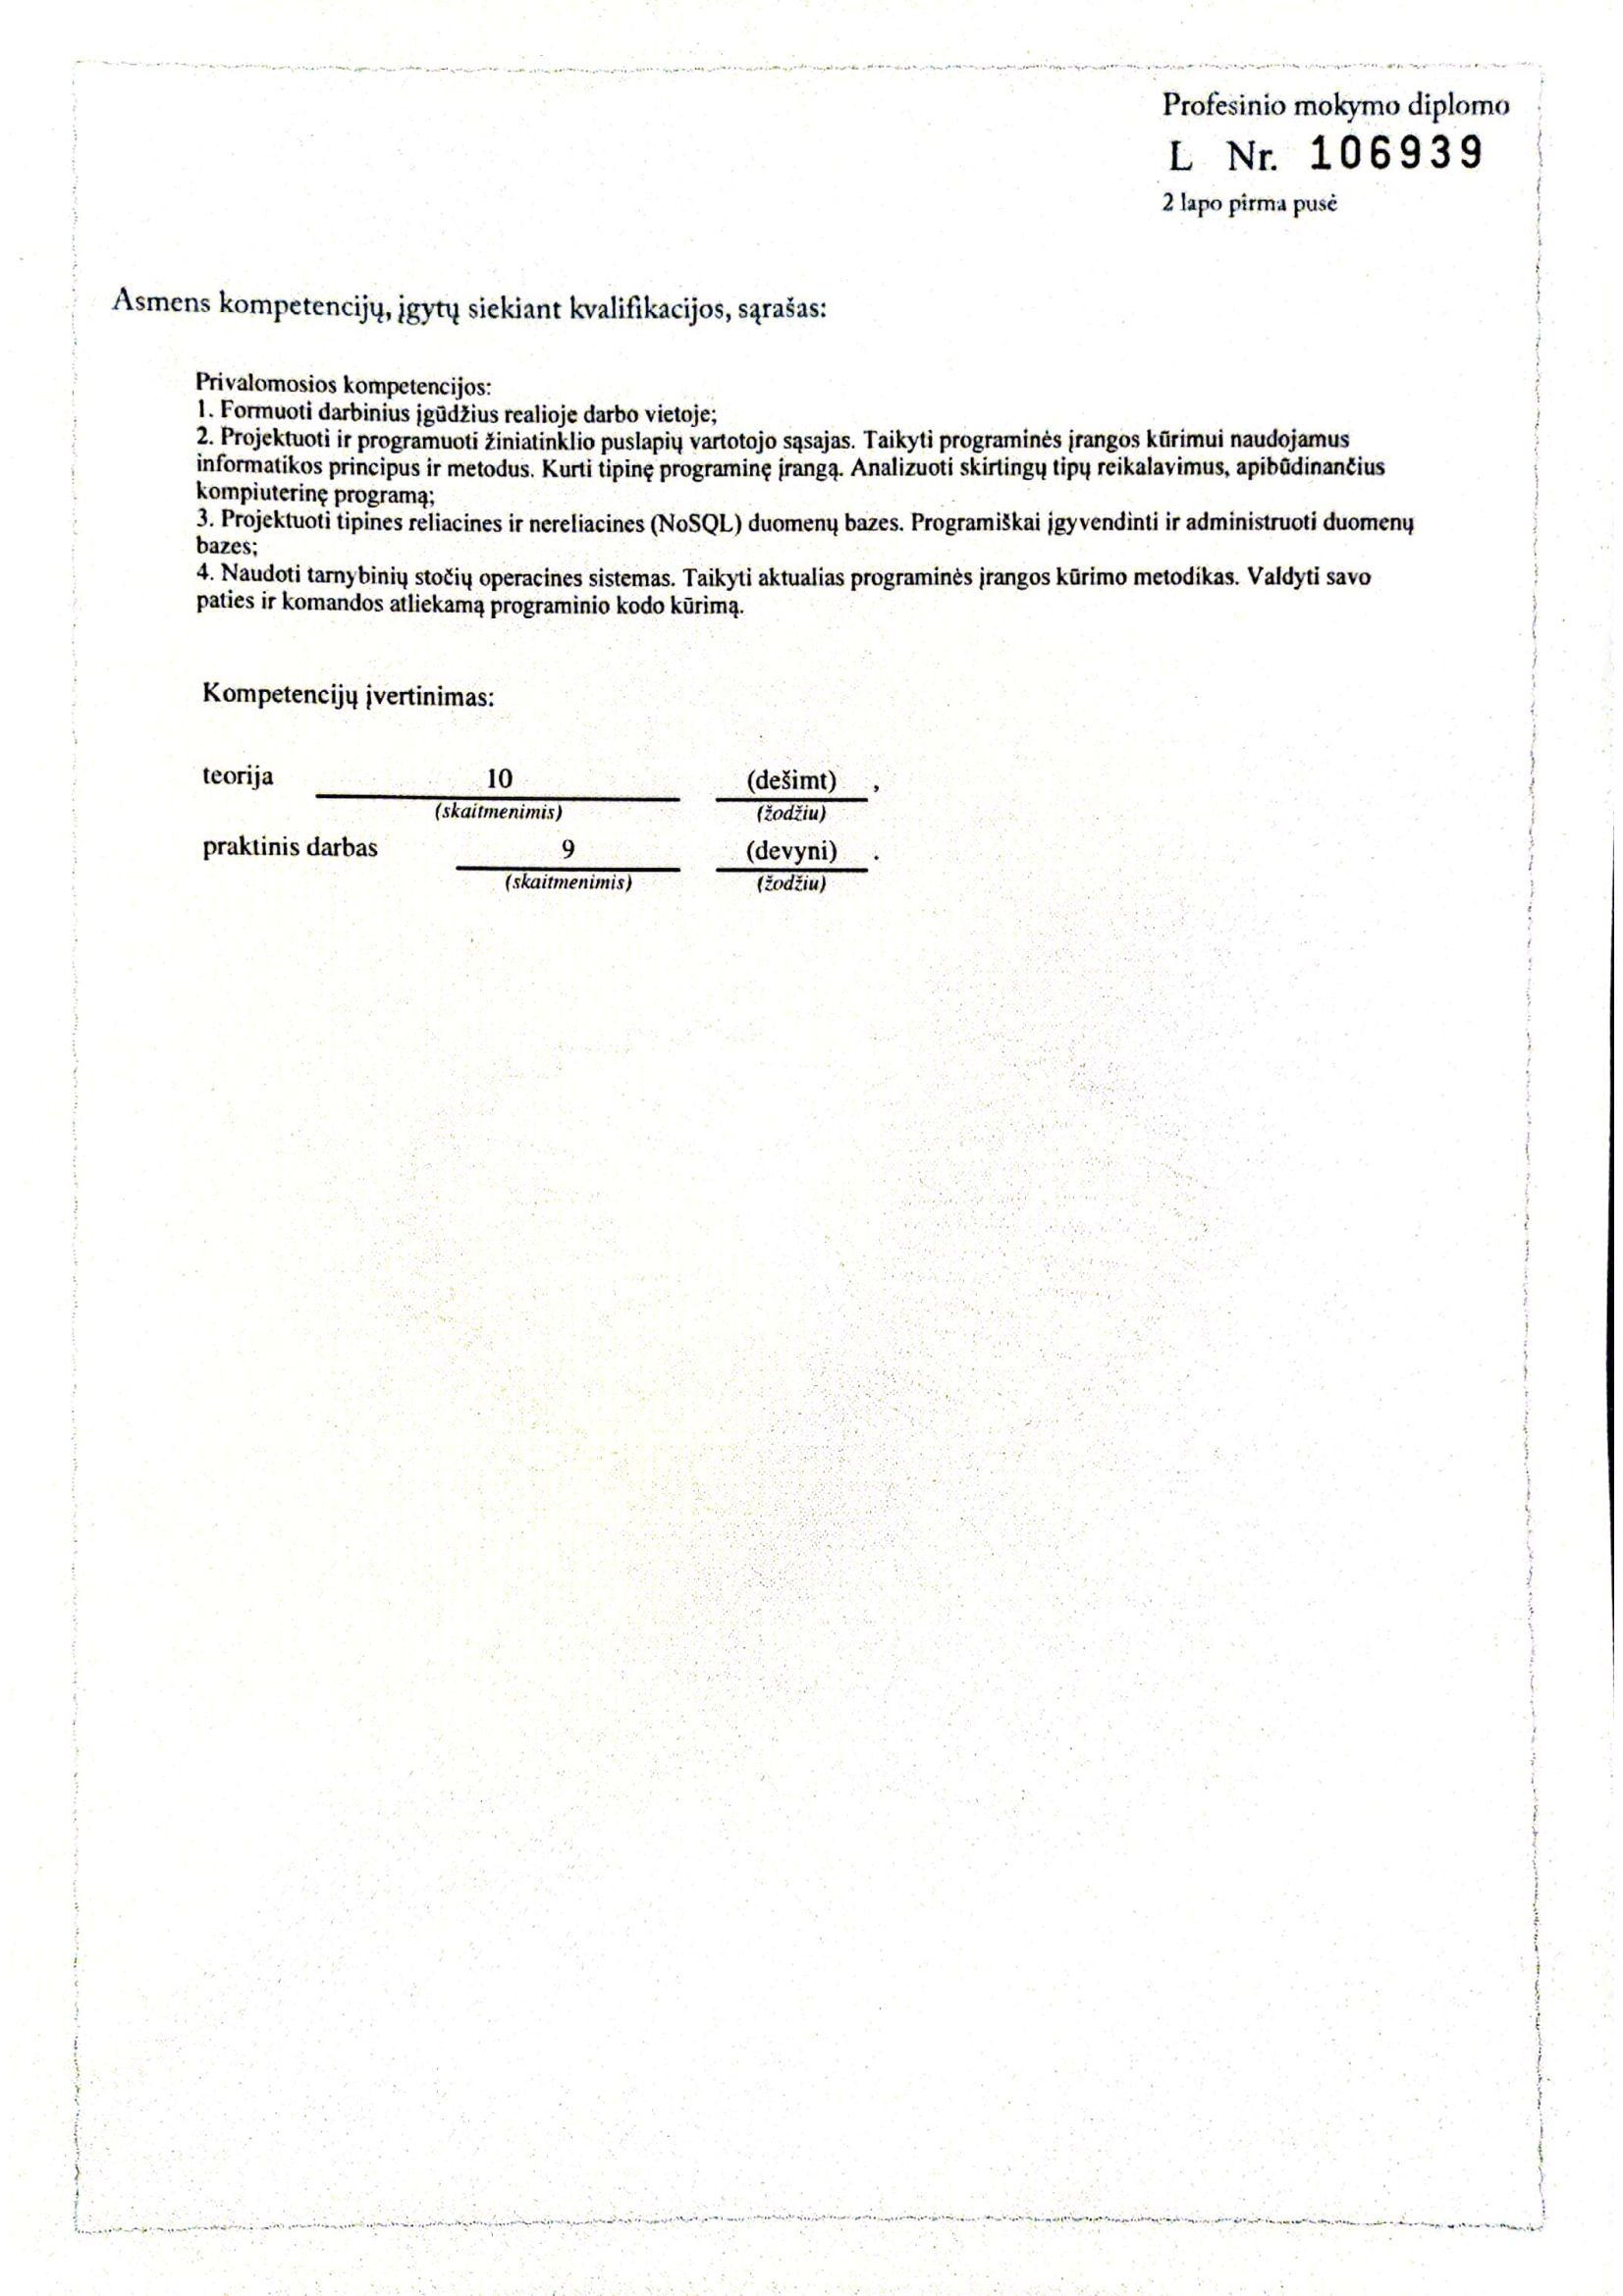 Profesinio mokymo diplomo
L Nr. 106939
2 lapo pirma pusė
Asmens kompetencijų, įgytų siekiant kvalifikacijos, sąrašas:
Privalomosios kompetencijos:
1. Formuoti darbinius įgūdžius realioje darbo vietoje;
2. Projektuoti ir programuoti žiniatinklio puslapių vartotojo sąsajas. Taikyti programinės įrangos kūrimui naudojamus
informatikos principus ir metodus. Kurti tipinę programinę įrangą. Analizuoti skirtingų tipų reikalavimus, apibūdinančius
kompiuterinę programą;
3. Projektuoti tipines reliacines ir nereliacines (NoSQL) duomenų bazes. Programiškai įgyvendinti ir administruoti duomenų
bazes;
4. Naudoti tarnybinių stočių operacines sistemas. Taikyti aktualias programinės įrangos kūrimo metodikas. Valdyti savo
paties ir komandos atliekamą programinio kodo kūrimą.
Kompetencijų įvertinimas:
teorija 10 (dešimt) ,
(skaitmenimis) (žodžiu)
praktinis darbas 9 (devyni) .
(skaitmenimis) (žodžiu)